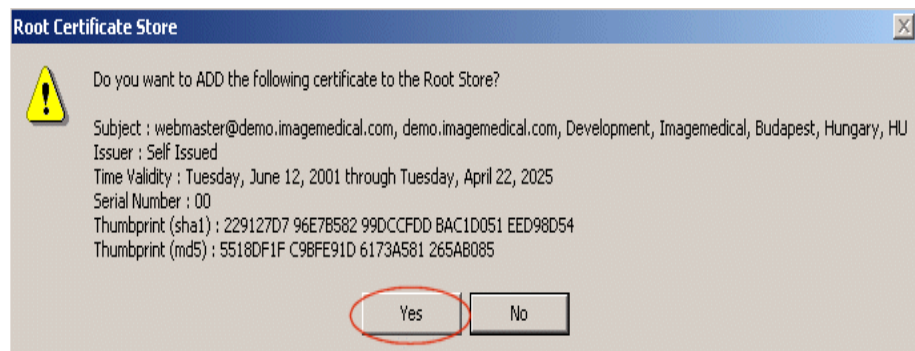 Root Certificate Store
Do you want to ADD the following certificate to the Root Store?
Subject : webmaster@demo.imagemedical.com, demo.imagemedical.com, Development, Imagemedical, Budapest, Hungary, HU
Issuer : Self Issued
Time Validity : Tuesday, June 12, 2001 through Tuesday, April 22, 2025
Serial Number : 00
Thumbprint (sha1) : 229127D7 96E7B582 99DCCFDD BAC1D051 EED98D54
Thumbprint (md5) : 5518DF1F C9BFE91D 6173A581 265AB085
Yes No